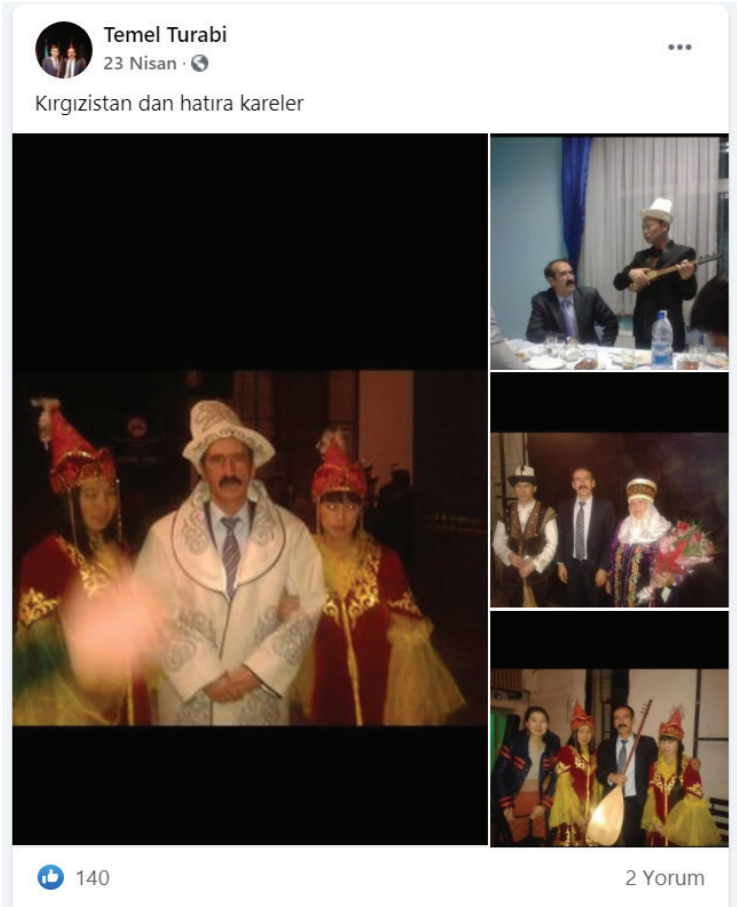 Temel Turabi
23 Nisan ·
Kırgızistan dan hatıra kareler
140
2 Yorum